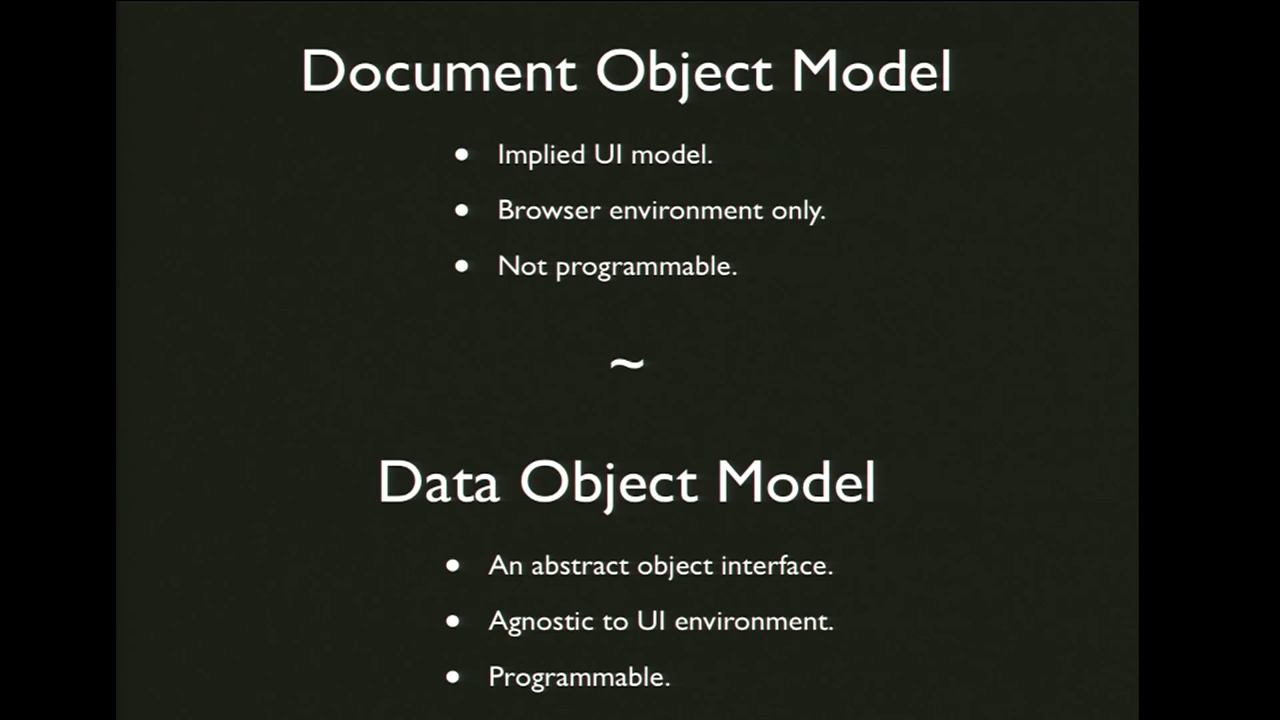 Document Object Model
● Implied UI model.
● Browser environment only.
● Not programmable.
~
Data Object Model
● An abstract object interface.
● Agnostic to UI environment.
● Programmable.